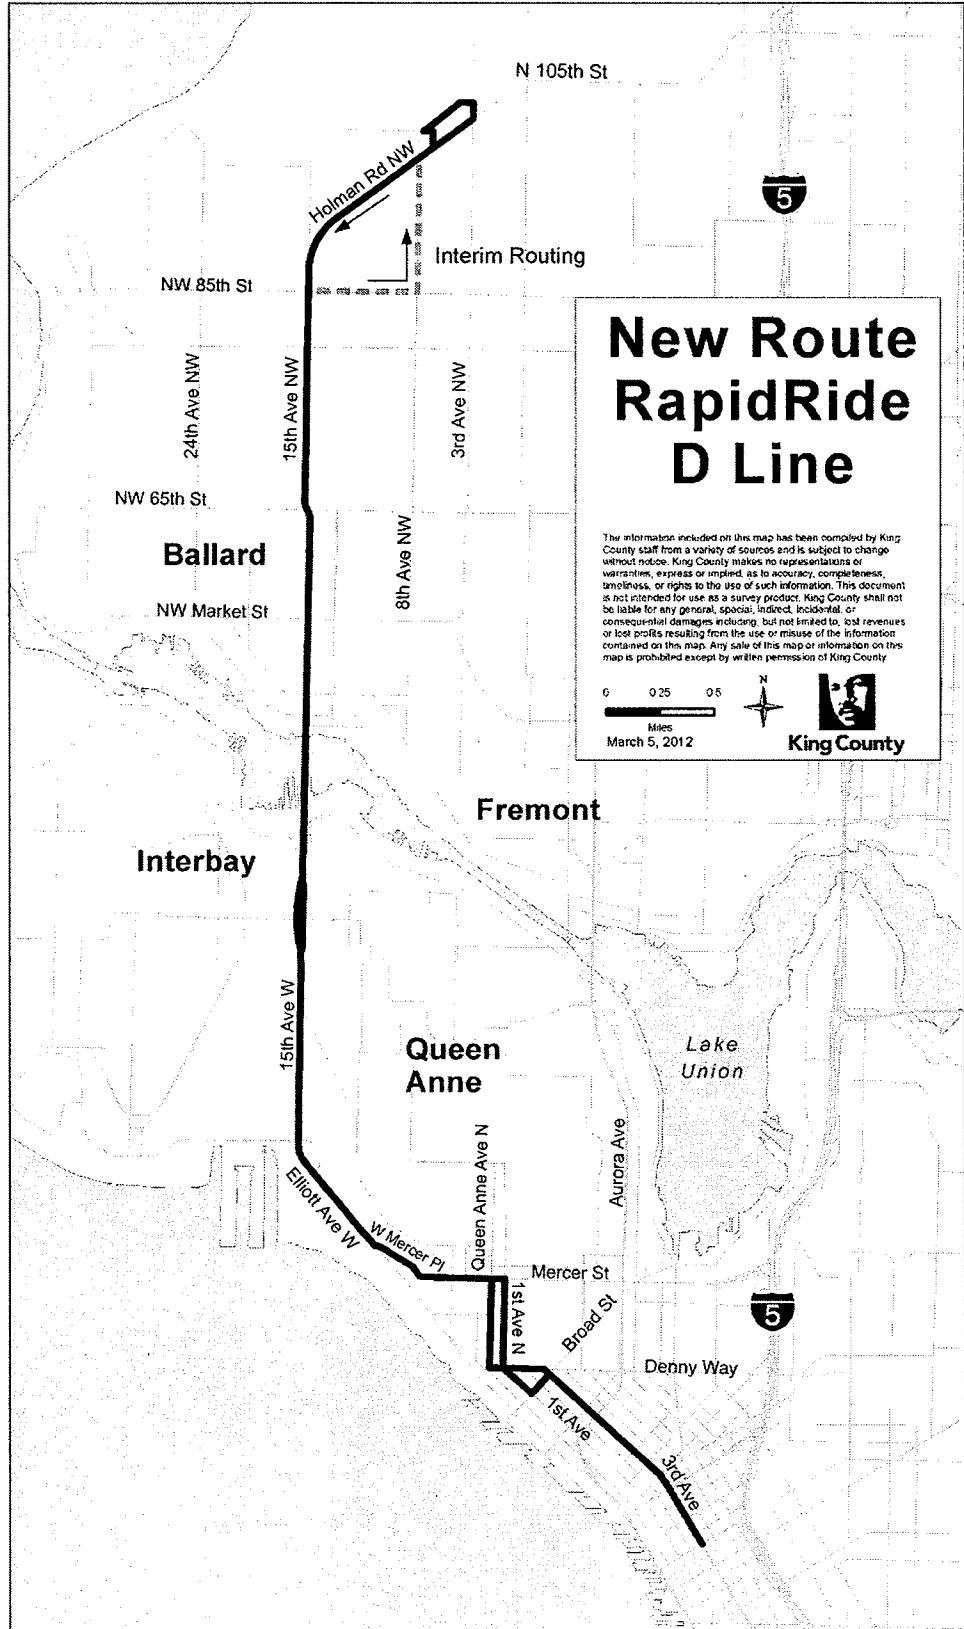 N 105th St
Holman Rd NW
5
Interim Routing
NW 85th St
New Route
RapidRide
D Line
24th Ave NW
15th Ave NW
3rd Ave NW
NW 65th St
8th Ave NW
Ballard
NW Market St
The information included on this map has been compiled by King
County staff from a variety of sources and is subject to change
without notice. King County makes no representations or
warranties, express or implied, as to accuracy, completeness,
timeliness, or rights to the use of such information. This document
is not intended for use as a survey product. King County shall not
be liable for any general, special, indirect, incidental, or
consequential damages including, but not limited to, lost revenues
or lost profits resulting from the use or misuse of the information
contained on this map. Any sale of this map or information on this
map is prohibited except by written permission of King County
0 0.25 0.5
Miles
N
March 5, 2012
King County
Fremont
Interbay
15th Ave W
Queen
Anne
Lake
Union
Queen Anne Ave N
Aurora Ave
Elliott Ave W
W Mercer Pl
Mercer St
1st Ave N
Broad St
5
Denny Way
1st Ave
3rd Ave